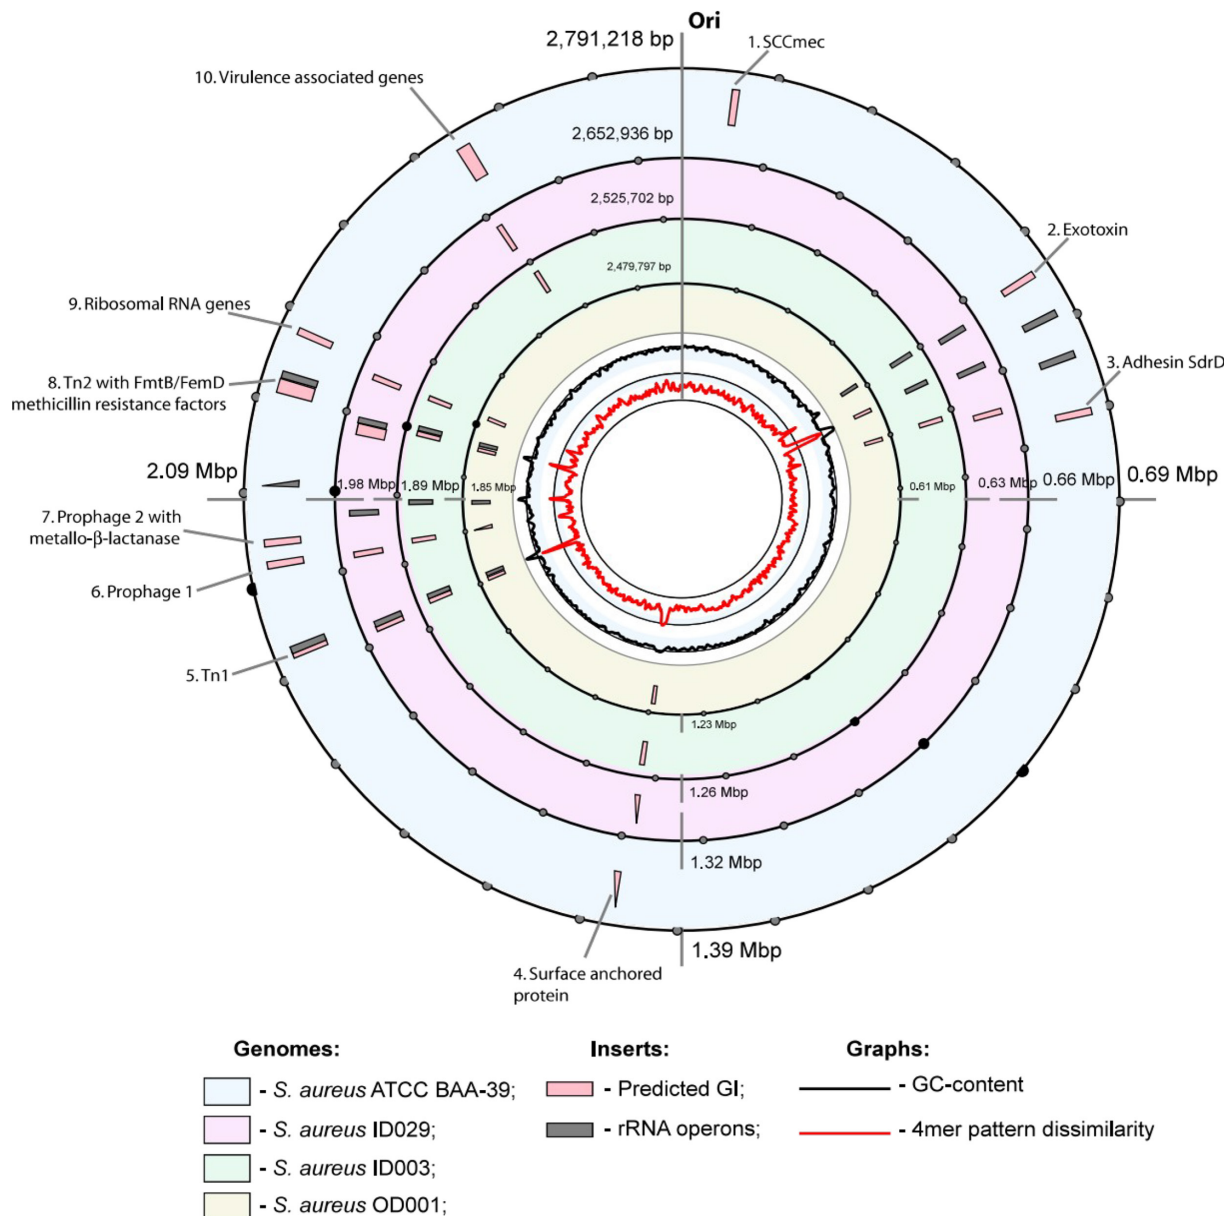 Ori
2,791,218 bp
1. SCCmec
10. Virulence associated genes
2,652,936 bp
2,525,702 bp
2. Exotoxin
2,479,797 bp
9. Ribosomal RNA genes
3. Adhesin SdrD
8. Tn2 with FmtB/FemD
methicillin resistance factors
2.09 Mbp
1.98 Mbp
1.89 Mbp
1.85 Mbp
0.61 Mbp
0.63 Mbp
0.66 Mbp
0.69 Mbp
7. Prophage 2 with
metallo-β-lactanase
6. Prophage 1
5. Tn1
1.23 Mbp
1.26 Mbp
1.32 Mbp
1.39 Mbp
4. Surface anchored
protein
Genomes:
- S. aureus ATCC BAA-39;
- S. aureus ID029;
- S. aureus ID003;
- S. aureus OD001;
Inserts:
- Predicted GI;
- rRNA operons;
Graphs:
- GC-content
- 4mer pattern dissimilarity